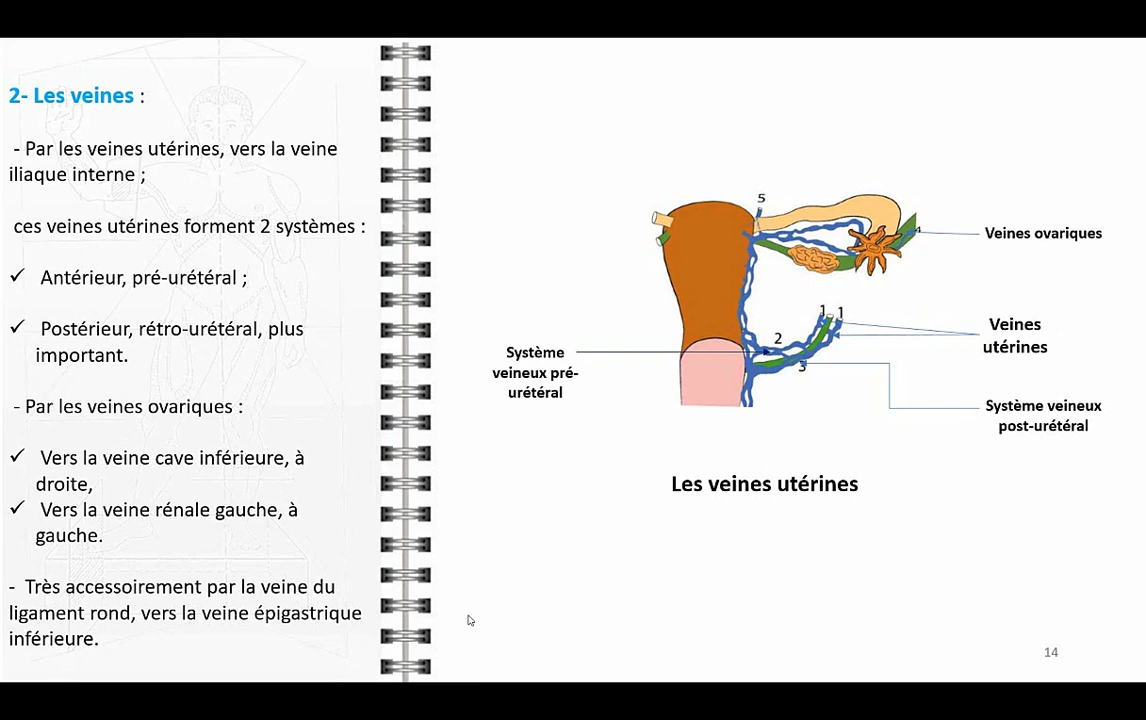 2- Les veines :
- Par les veines utérines, vers la veine
iliaque interne ;
ces veines utérines forment 2 systèmes :
✓ Antérieur, pré-urétéral ;
✓ Postérieur, rétro-urétéral, plus
important.
- Par les veines ovariques :
✓ Vers la veine cave inférieure, à
droite,
✓ Vers la veine rénale gauche, à
gauche.
- Très accessoirement par la veine du
ligament rond, vers la veine épigastrique
inférieure.
5
4
Veines ovariques
1 1
2
3
Veines
utérines
Système
veineux pré-
urétéral
Système veineux
post-urétéral
Les veines utérines
14